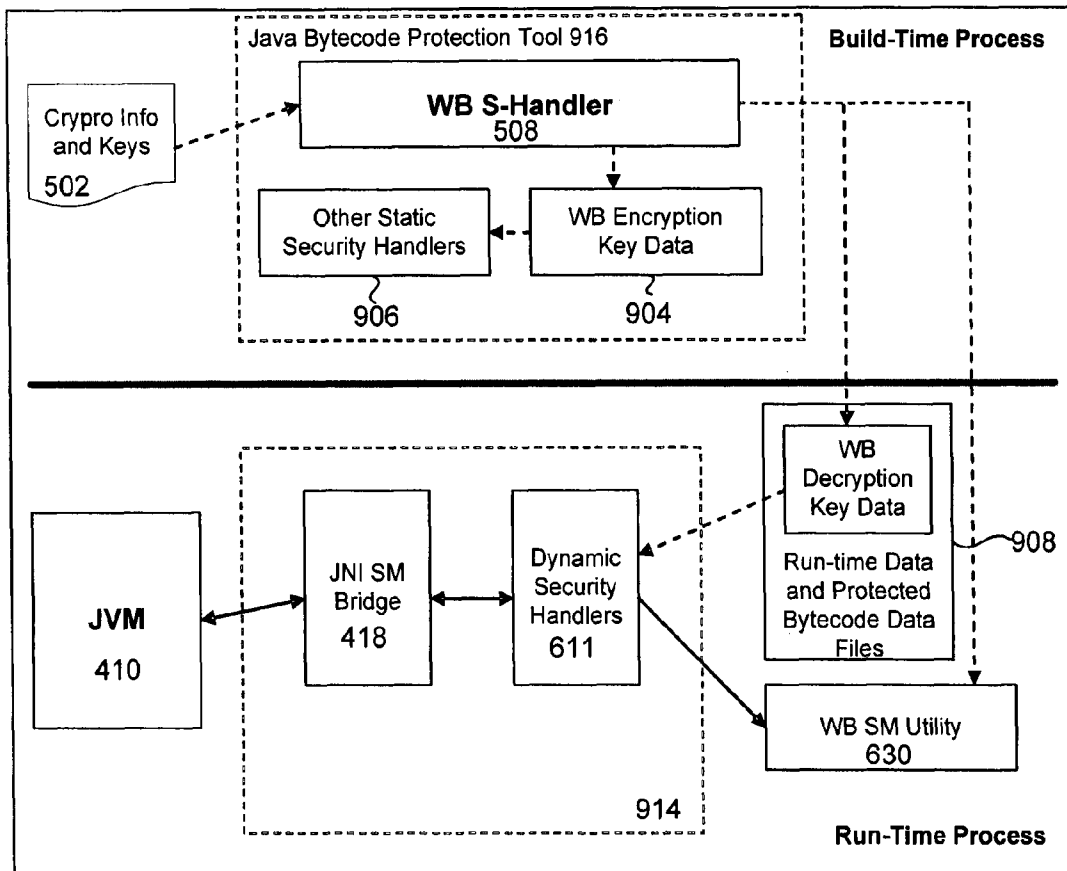 Java Bytecode Protection Tool 916
Build-Time Process
Crypro Info
and Keys
502
WB S-Handler
508
Other Static
Security Handlers
WB Encryption
Key Data
906
904
WB
Decryption
Key Data
908
Run-time Data
and Protected
Bytecode Data
Files
JVM
410
JNI SM
Bridge
418
Dynamic
Security
Handlers
611
WB SM Utility
630
914
Run-Time Process